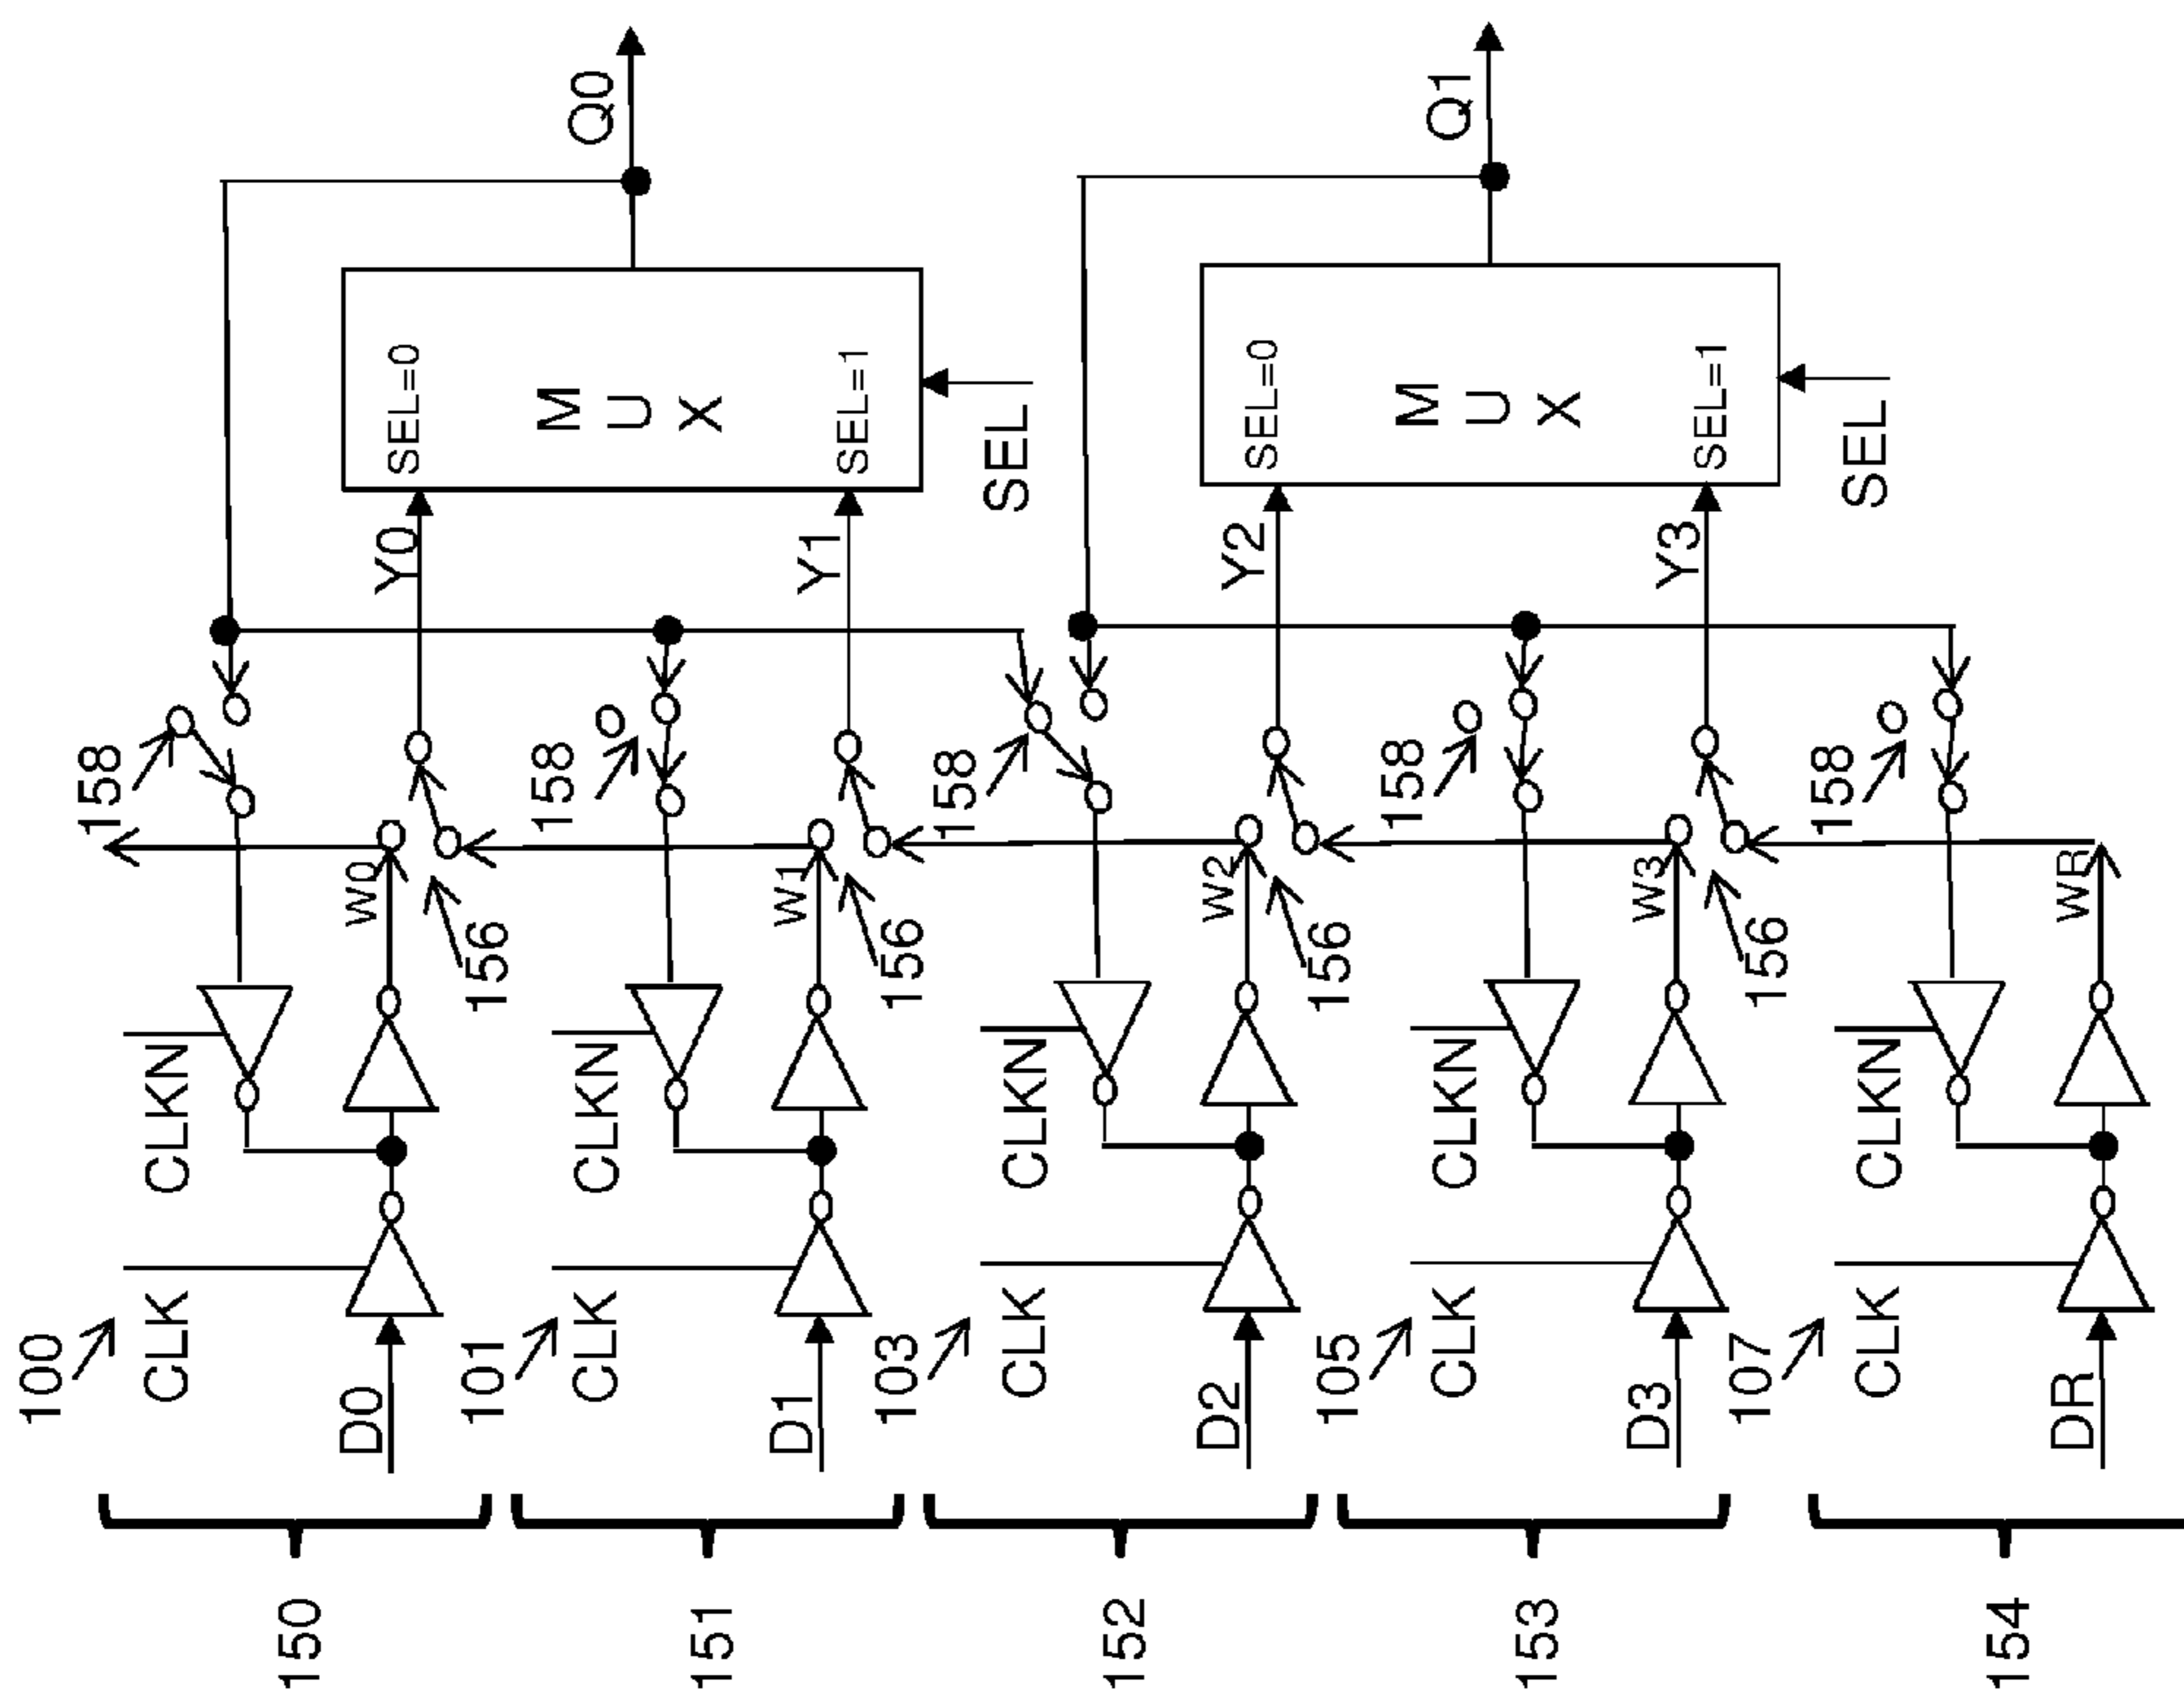 150
100
CLK
CLKN
D0
W0
156
158
Y0
SEL=0
MUX
SEL=1
SEL
Q0
151
101
CLK
CLKN
D1
W1
156
158
Y1
152
103
CLK
CLKN
D2
W2
156
158
Y2
SEL=0
MUX
SEL=1
SEL
Q1
153
105
CLK
CLKN
D3
W3
156
158
Y3
154
107
CLK
CLKN
DR
WR
158